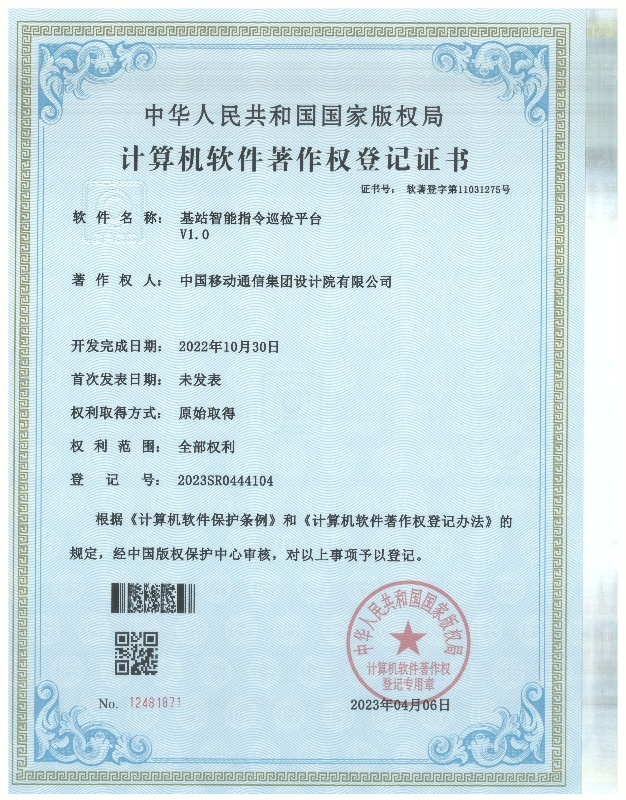 中华人民共和国国家版权局
计算机软件著作权登记证书
证书号： 软著登字第11031275号
软件名称： 基站智能指令巡检平台
V1.0
著作权人： 中国移动通信集团设计院有限公司
开发完成日期： 2022年10月30日
首次发表日期： 未发表
权利取得方式： 原始取得
权利范围： 全部权利
登记号： 2023SR0444104
根据《计算机软件保护条例》和《计算机软件著作权登记办法》的
规定，经中国版权保护中心审核，对以上事项予以登记。
中华人民共和国国家版权局
计算机软件著作权
登记专用章
No. 12481871
2023年04月06日